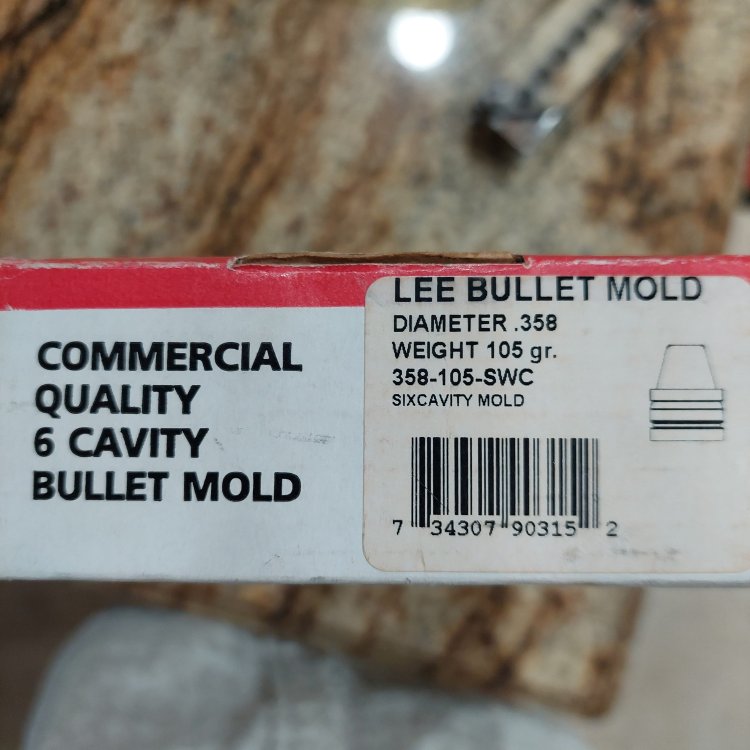 COMMERCIAL
QUALITY
6 CAVITY
BULLET MOLD
LEE BULLET MOLD
DIAMETER .358
WEIGHT 105 gr.
358-105-SWC
SIXCAVITY MOLD
7 34307 90315 2